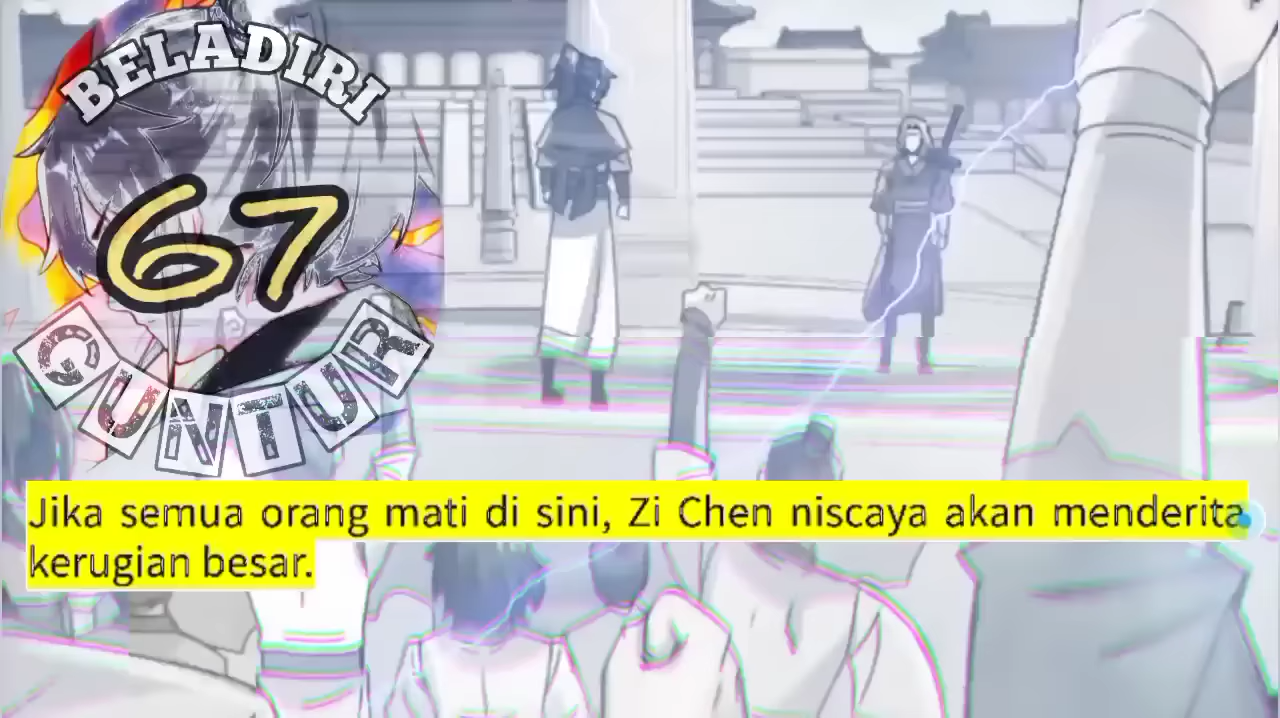 BELADIRI
67
GUNTUR
Jika semua orang mati di sini, Zi Chen niscaya akan menderita
kerugian besar.